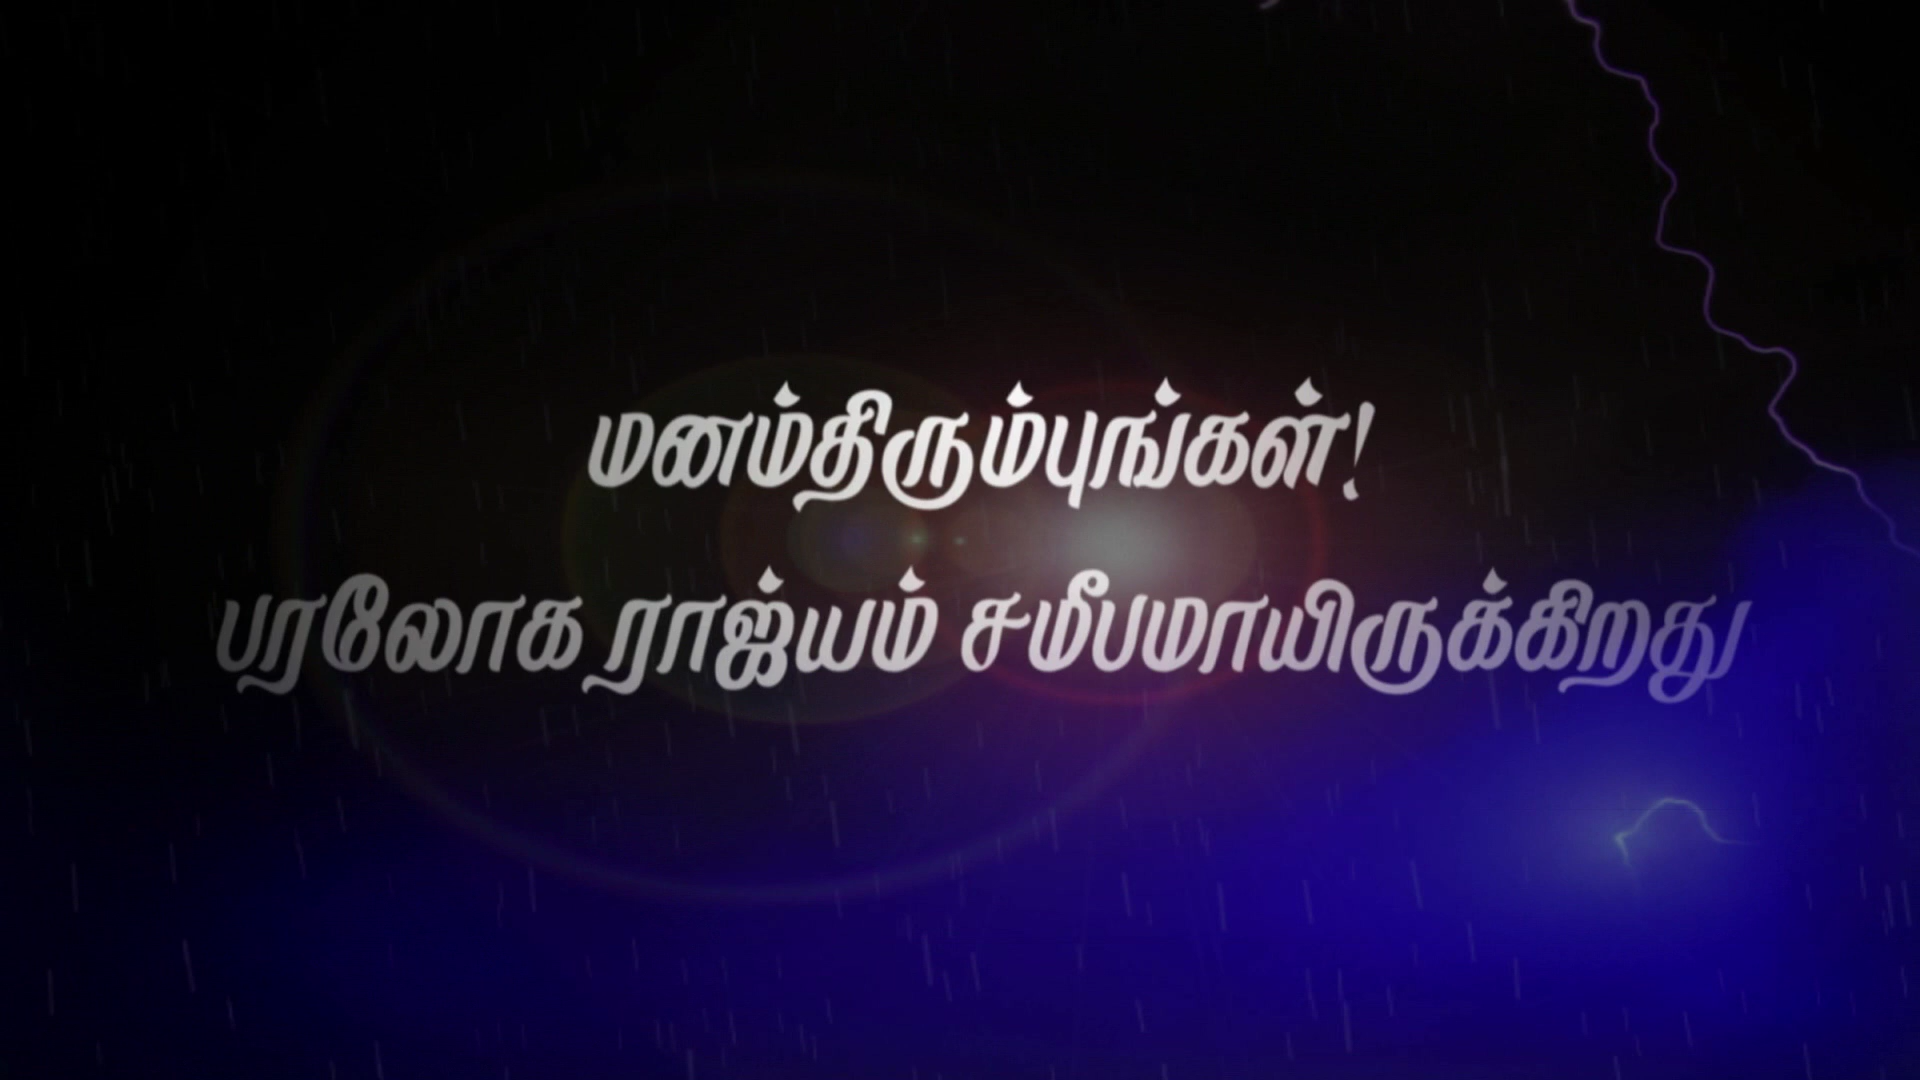 மனம்திரும்புங்கள்!
பரலோக ராஜ்யம் சமீபமாயிருக்கிறது